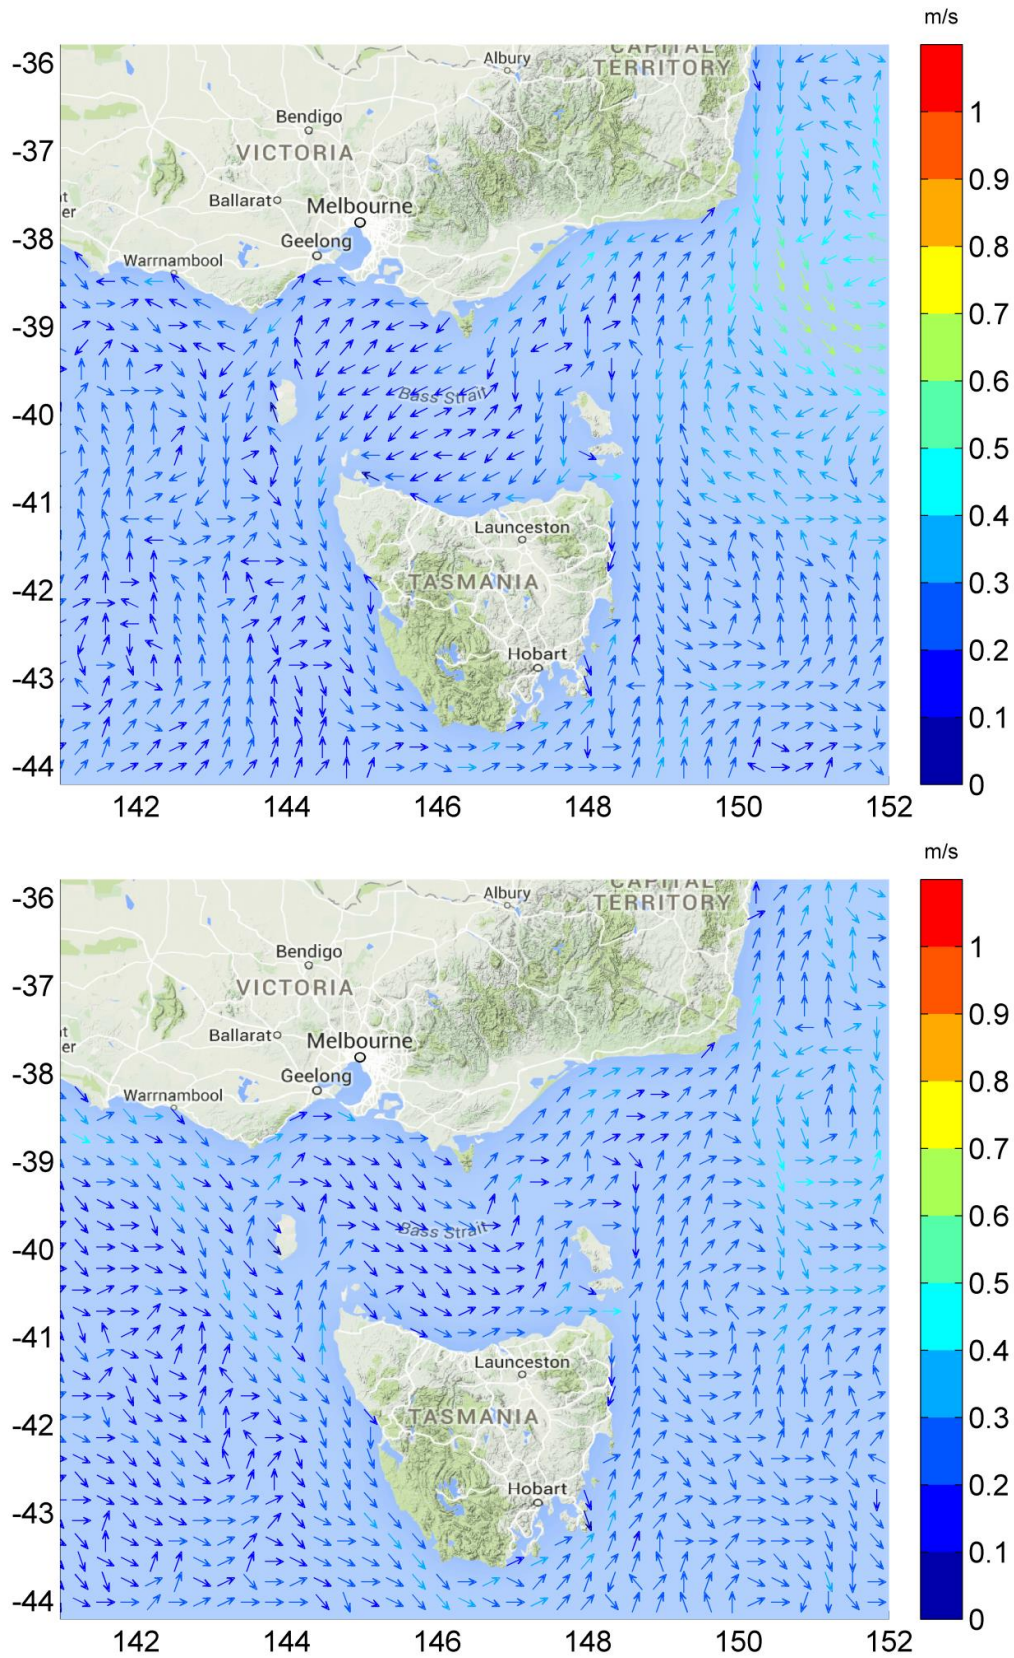 m/s
-36
Albury
CAPITAL
TERRITORY
1
Bendigo
-37
VICTORIA
0.9
Ballarat
Melbourne
-38
Geelong
0.8
Warrnambool
-39
0.7
0.6
-40
Bass Strait
0.5
-41
Launceston
0.4
TASMANIA
-42
0.3
0.2
Hobart
-43
0.1
-44
0
142
144
146
148
150
152
m/s
-36
Albury
CAPITAL
TERRITORY
1
Bendigo
-37
VICTORIA
0.9
Ballarat
Melbourne
-38
Geelong
0.8
Warrnambool
-39
0.7
0.6
-40
Bass Strait
0.5
-41
Launceston
0.4
TASMANIA
-42
0.3
0.2
Hobart
-43
0.1
-44
0
142
144
146
148
150
152